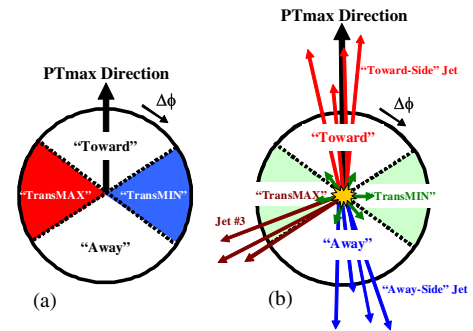 PTmax Direction
Δϕ
“Toward”
“TransMAX”
“TransMIN”
“Away”
(a)
PTmax Direction
“Toward-Side” Jet
Δϕ
“Toward”
“TransMAX”
“TransMIN”
Jet #3
“Away”
“Away-Side” Jet
(b)